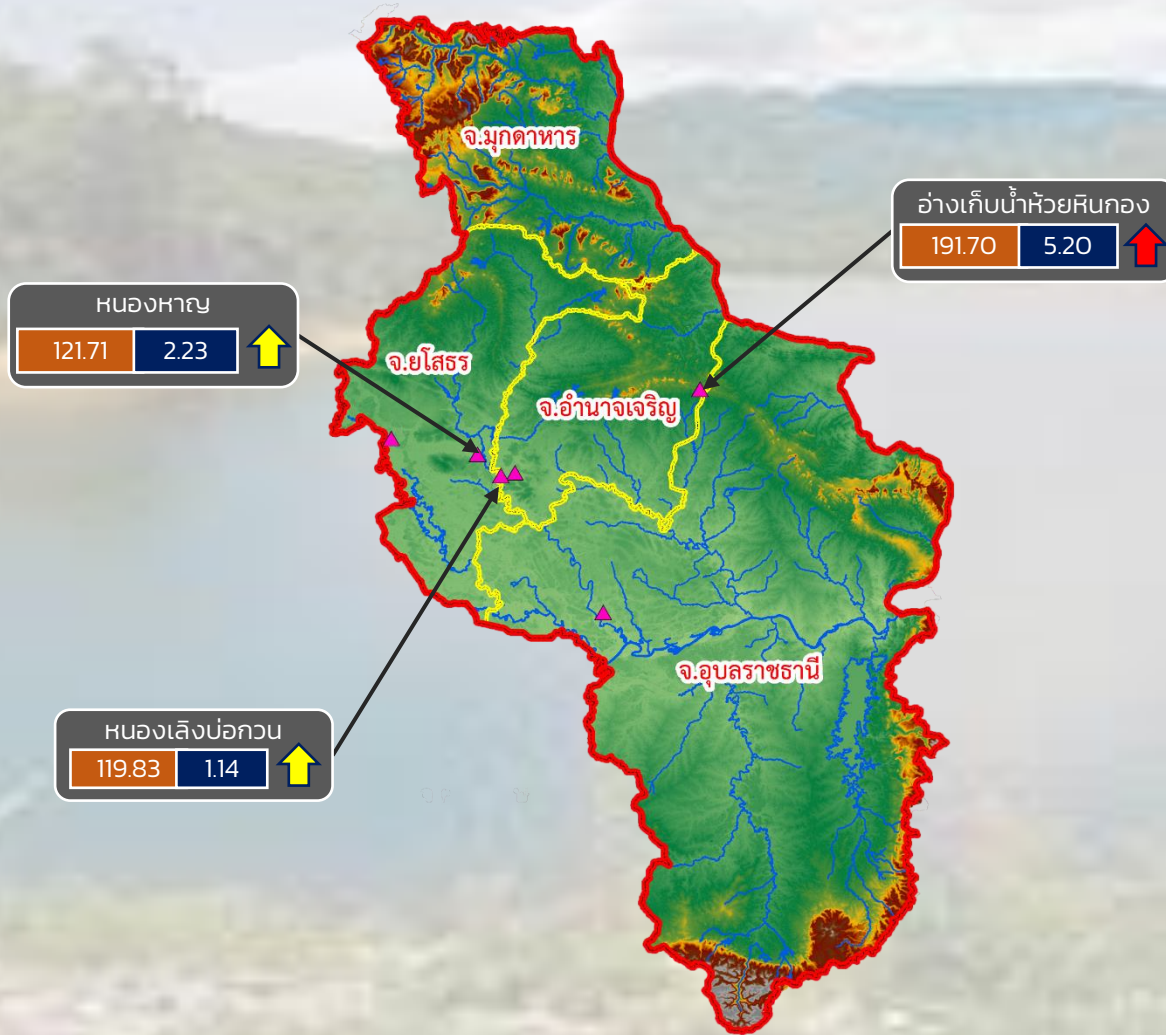 จ.มุกดาหาร
อ่างเก็บน้ำห้วยหินกอง
191.70 5.20
หนองหาญ
121.71 2.23
จ.ยโสธร
จ.อำนาจเจริญ
จ.อุบลราชธานี
หนองเลิงบ่อกวน
119.83 1.14